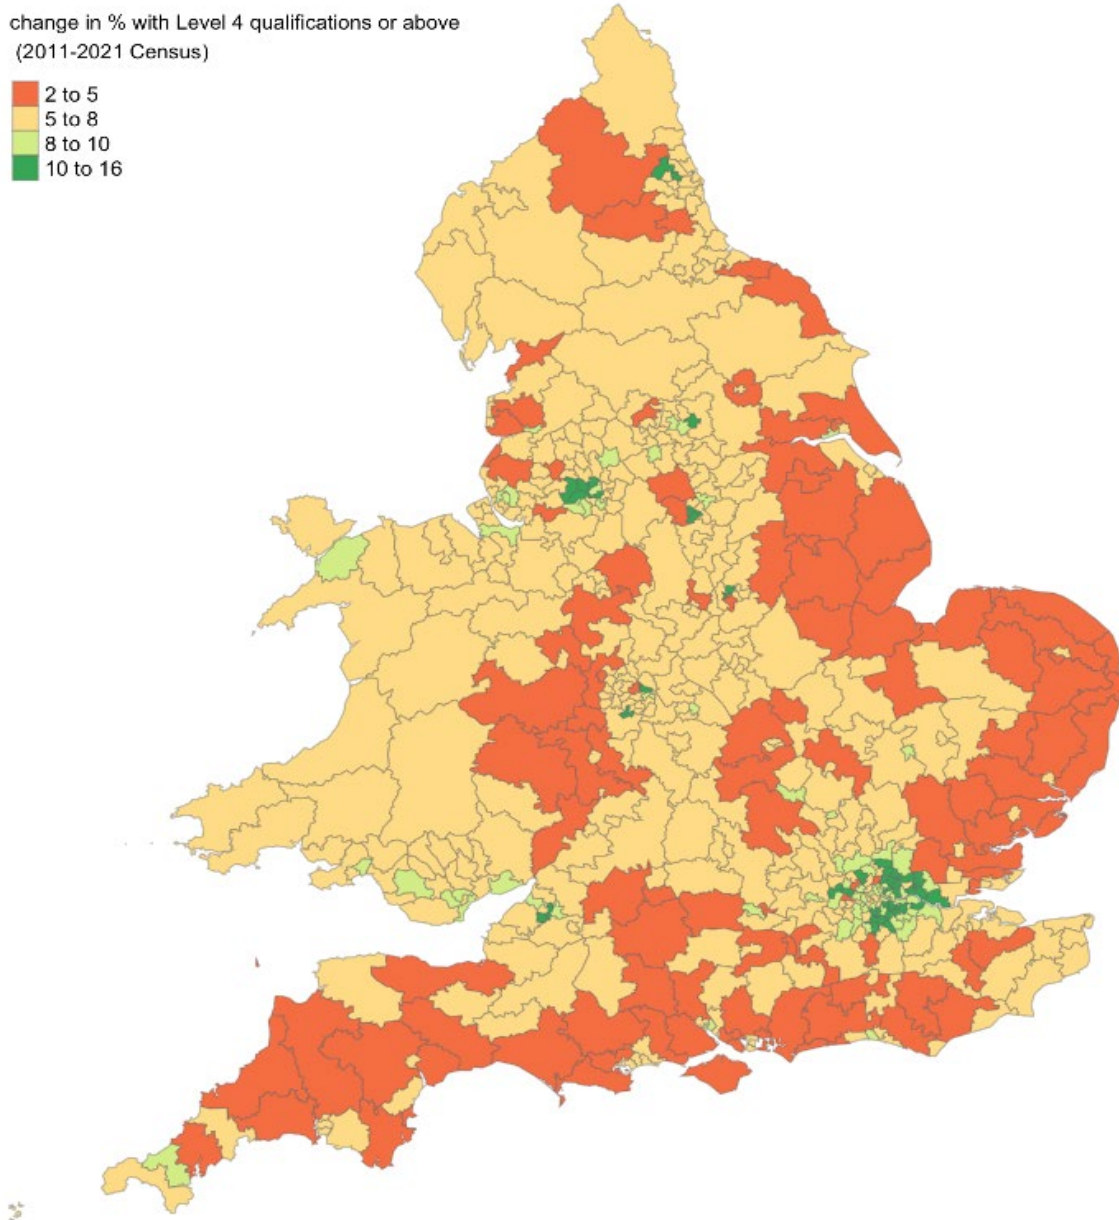 change in % with Level 4 qualifications or above
(2011-2021 Census)
2 to 5
5 to 8
8 to 10
10 to 16